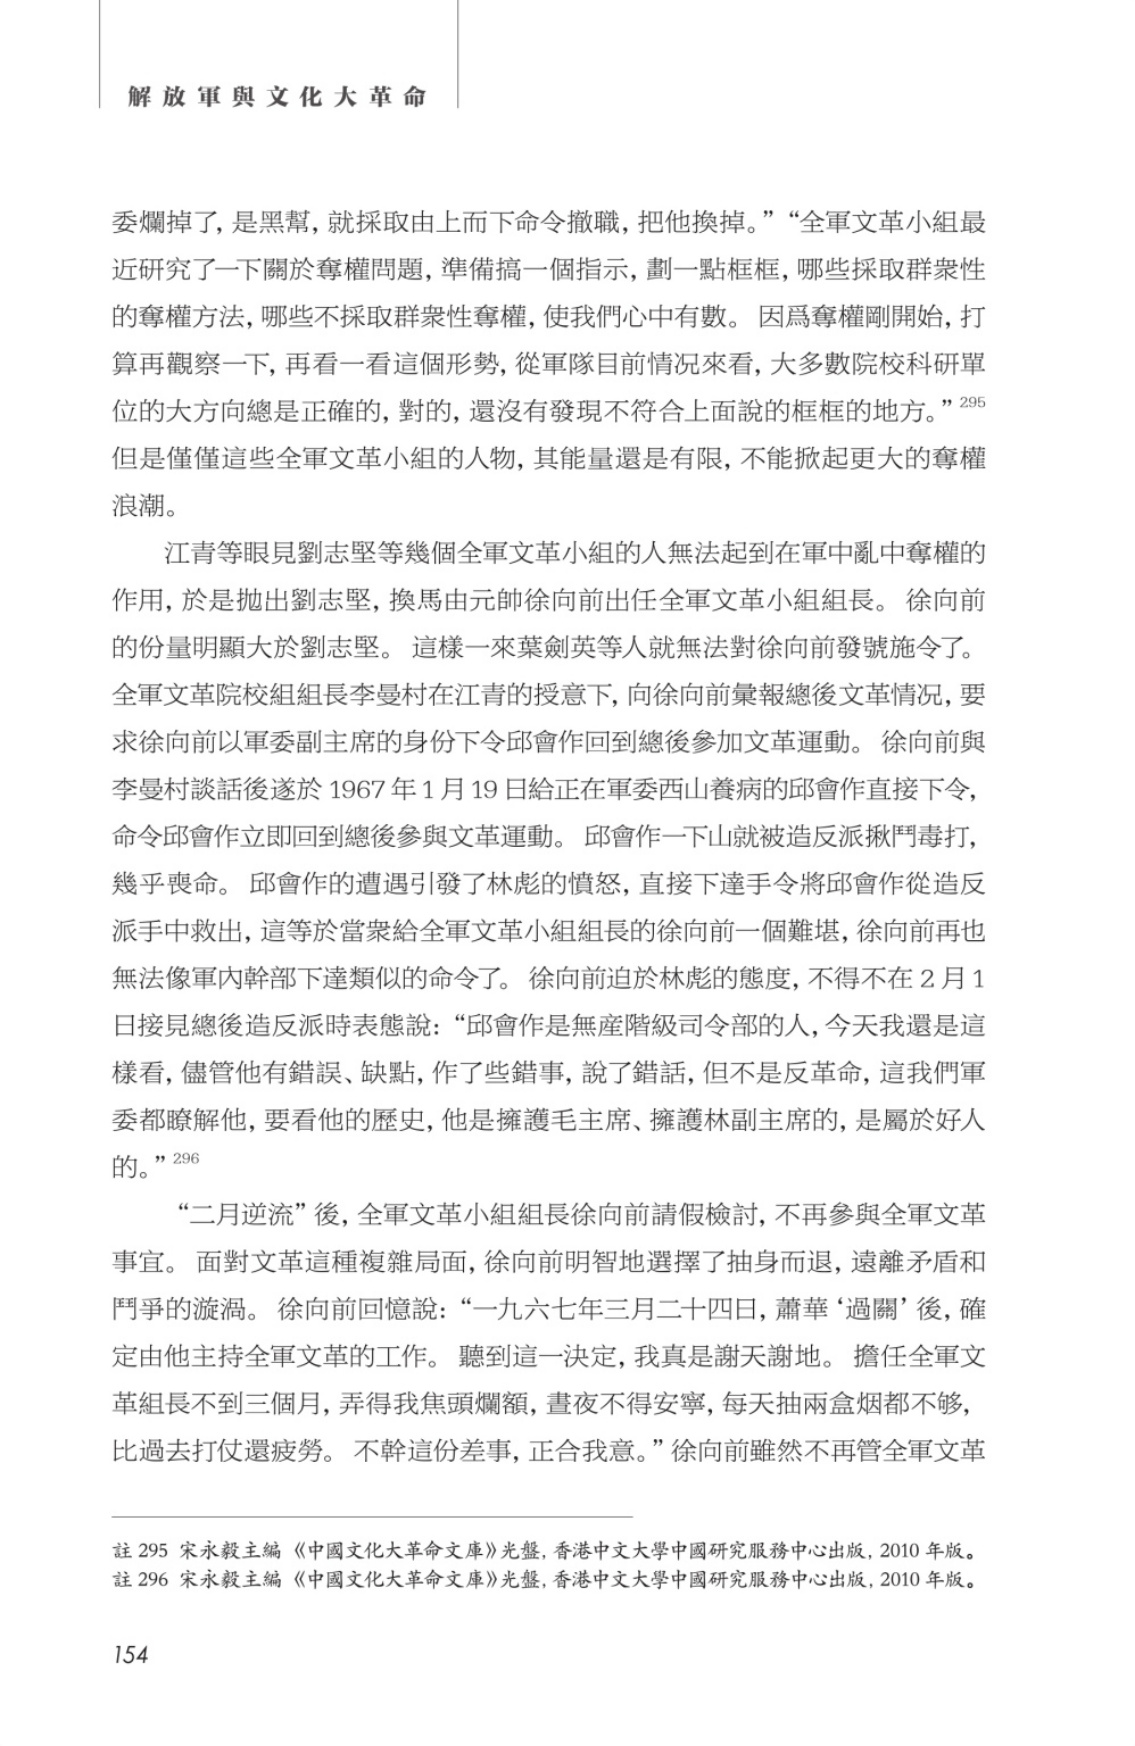 解放軍與文化大革命
委爛掉了, 是黑幫, 就採取由上而下命令撤職, 把他換掉。” “全軍文革小組最
近研究了一下關於奪權問題, 準備搞一個指示, 劃一點框框, 哪些採取群衆性
的奪權方法, 哪些不採取群衆性奪權, 使我們心中有數。 因爲奪權剛開始, 打
算再觀察一下, 再看一看這個形勢, 從軍隊目前情况來看, 大多數院校科研單
位的大方向總是正確的, 對的, 還沒有發現不符合上面說的框框的地方。” 295
但是僅僅這些全軍文革小組的人物, 其能量還是有限, 不能掀起更大的奪權
浪潮。
江青等眼見劉志堅等幾個全軍文革小組的人無法起到在軍中亂中奪權的
作用, 於是拋出劉志堅, 換馬由元帥徐向前出任全軍文革小組組長。 徐向前
的份量明顯大於劉志堅。 這樣一來葉劍英等人就無法對徐向前發號施令了。
全軍文革院校組組長李曼村在江青的授意下, 向徐向前彙報總後文革情况, 要
求徐向前以軍委副主席的身份下令邱會作回到總後參加文革運動。 徐向前與
李曼村談話後遂於 1967 年 1 月 19 日給正在軍委西山養病的邱會作直接下令,
命令邱會作立即回到總後參與文革運動。 邱會作一下山就被造反派揪鬥毒打,
幾乎喪命。 邱會作的遭遇引發了林彪的憤怒, 直接下達手令將邱會作從造反
派手中救出, 這等於當衆給全軍文革小組組長的徐向前一個難堪, 徐向前再也
無法像軍內幹部下達類似的命令了。 徐向前迫於林彪的態度, 不得不在 2 月 1
日接見總後造反派時表態說: “邱會作是無産階級司令部的人, 今天我還是這
樣看, 儘管他有錯誤、缺點, 作了些錯事, 說了錯話, 但不是反革命, 這我們軍
委都瞭解他, 要看他的歷史, 他是擁護毛主席、擁護林副主席的, 是屬於好人
的。” 296
“二月逆流” 後, 全軍文革小組組長徐向前請假檢討, 不再參與全軍文革
事宜。 面對文革這種複雜局面, 徐向前明智地選擇了抽身而退, 遠離矛盾和
鬥爭的漩渦。 徐向前回憶說: “一九六七年三月二十四日, 蕭華 ‘過關’ 後, 確
定由他主持全軍文革的工作。 聽到這一決定, 我真是謝天謝地。 擔任全軍文
革組長不到三個月, 弄得我焦頭爛額, 晝夜不得安寧, 每天抽兩盒烟都不够,
比過去打仗還疲勞。 不幹這份差事, 正合我意。” 徐向前雖然不再管全軍文革
註 295 宋永毅主編《中國文化大革命文庫》光盤, 香港中文大學中國研究服務中心出版, 2010 年版。
註 296 宋永毅主編《中國文化大革命文庫》光盤, 香港中文大學中國研究服務中心出版, 2010 年版。
154